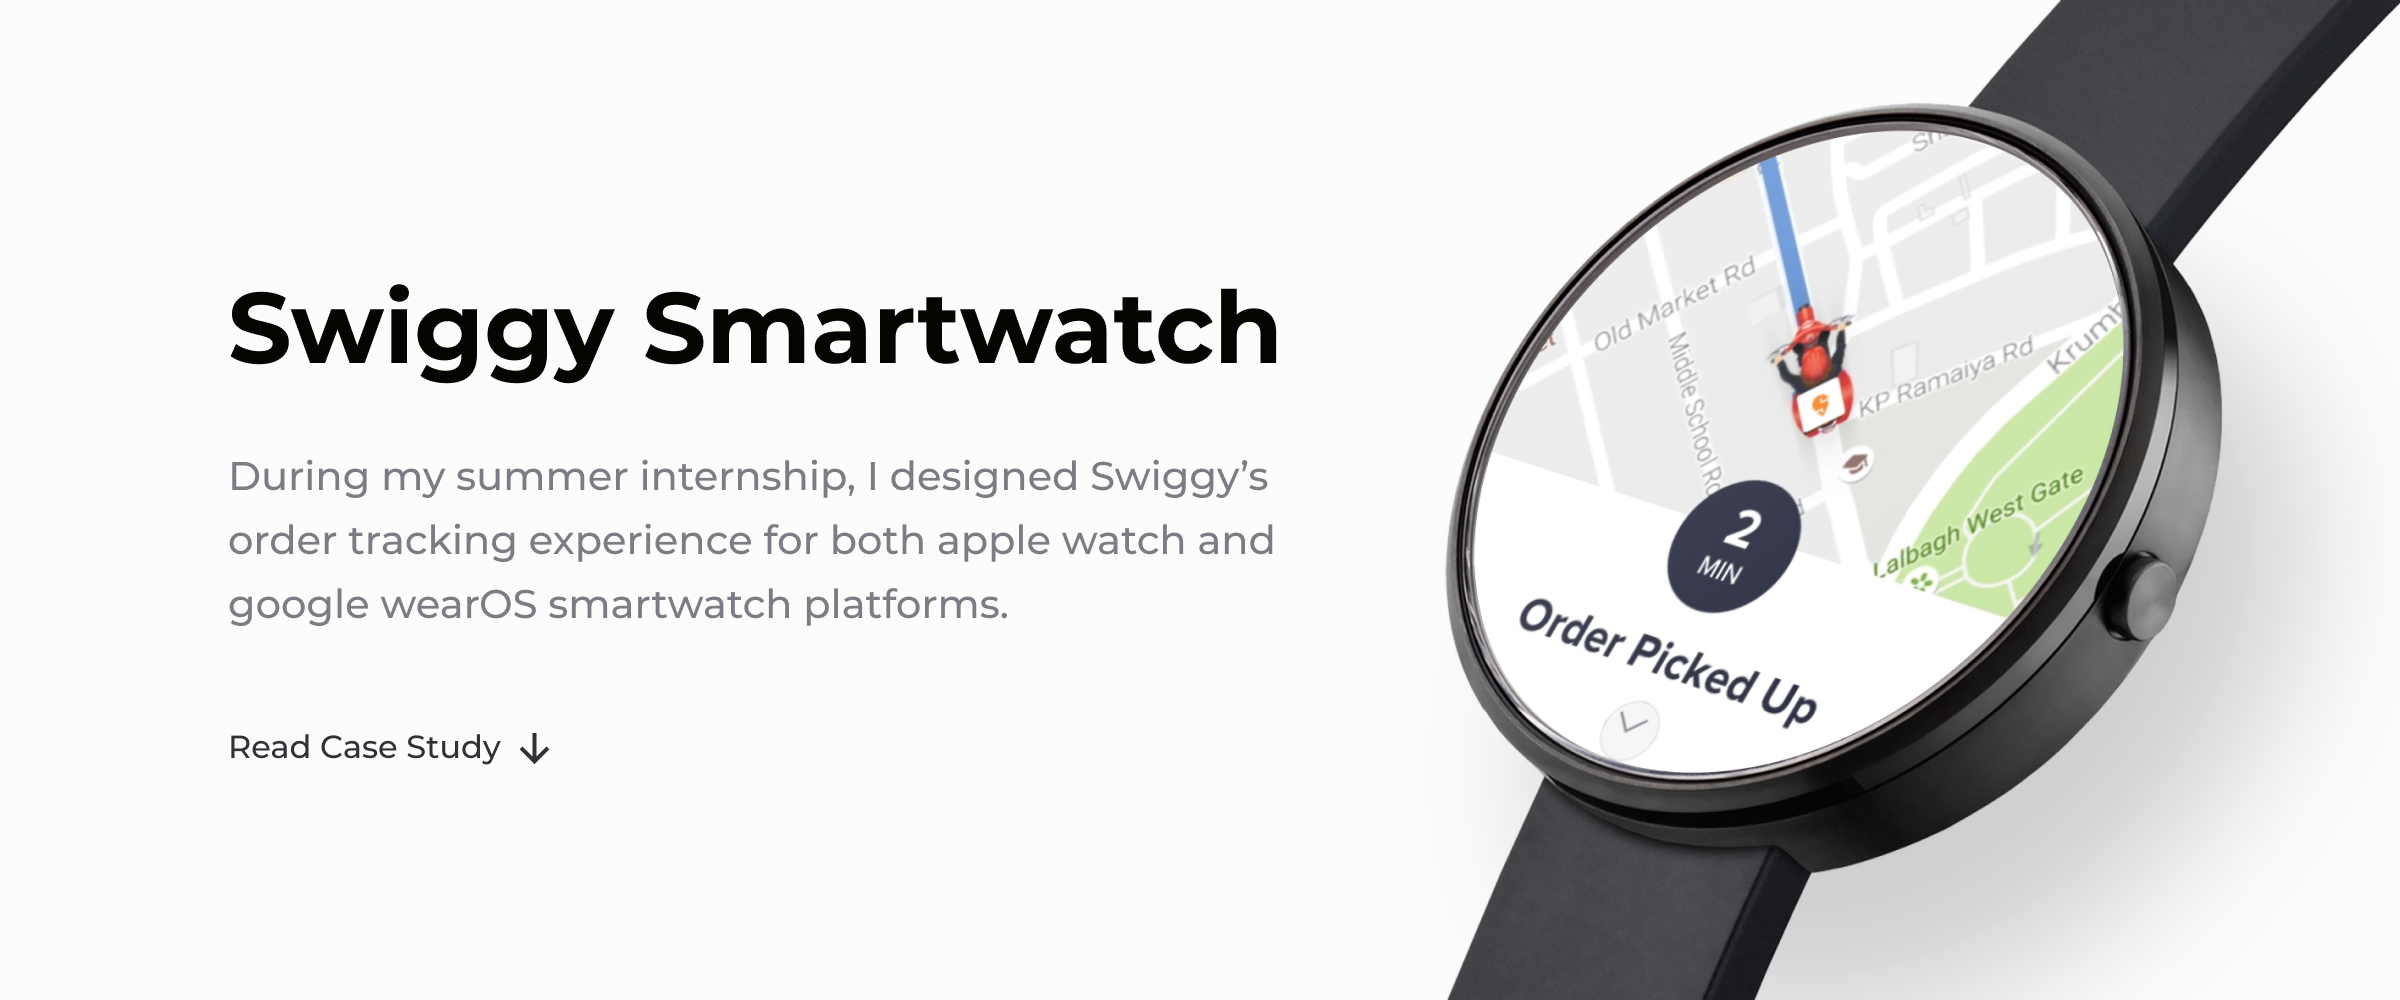 Swiggy Smartwatch
During my summer internship, I designed Swiggy’s
order tracking experience for both apple watch and
google wearOS smartwatch platforms.
Read Case Study
Old Market Rd
Middle School Rd
KP Ramaiya Rd
Lalbagh West Gate
2
MIN
Order Picked Up